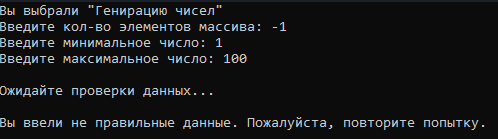 Вы выбрали "Генирацию чисел"
Введите кол-во элементов массива: -1
Введите минимальное число: 1
Введите максимальное число: 100
Ожидайте проверки данных...
Вы ввели не правильные данные. Пожалуйста, повторите попытку.